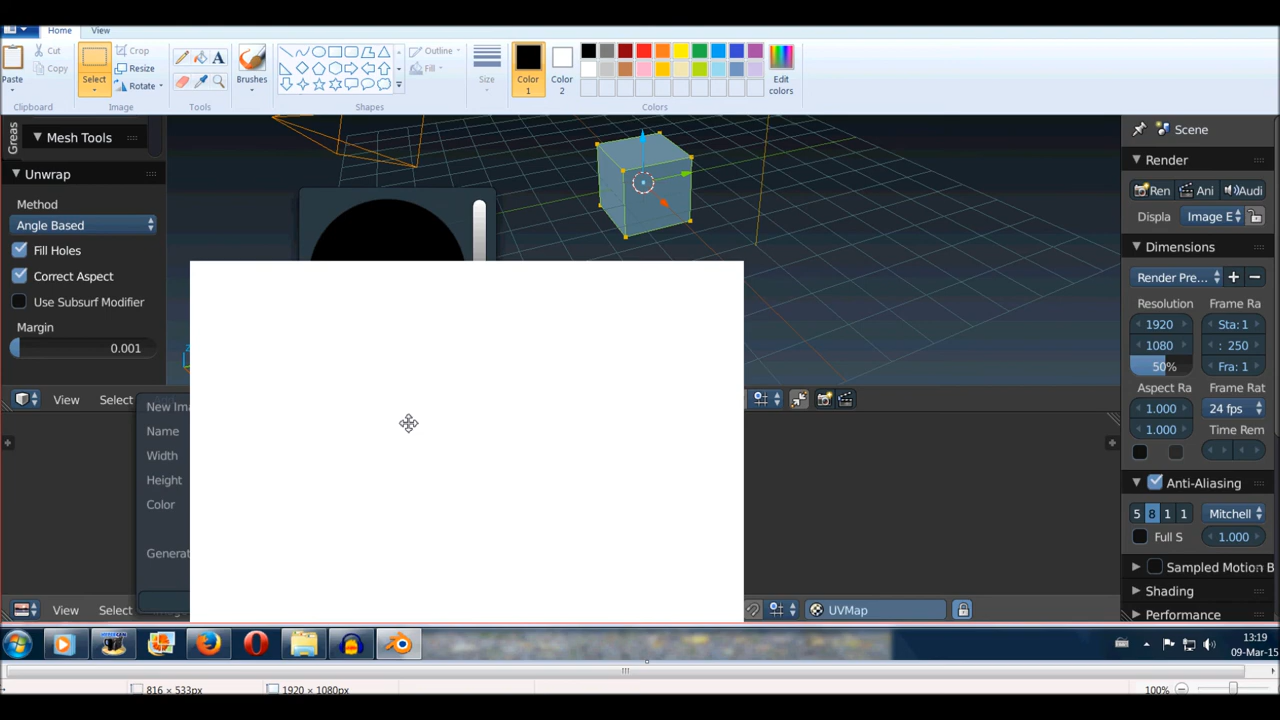 Home View
Cut
Copy
Paste
Clipboard
Crop
Resize
Rotate
Select
Image
Tools
Brushes
Shapes
Outline
Fill
Size
Color
1
Color
2
Edit
colors
Colors
Greas
Mesh Tools
Unwrap
Method
Angle Based
Fill Holes
Correct Aspect
Use Subsurf Modifier
Margin
0.001
View Select
New Ima
Name
Width
Height
Color
Generat
View Select
UVMap
Scene
Render
Ren Ani Audi
Displa Image E
Dimensions
Render Pre...
Resolution Frame Ra
1920 Sta: 1
1080 : 250
50% Fra: 1
Aspect Ra Frame Rat
1.000 24 fps
1.000 Time Rem
Anti-Aliasing
5 8 1 1 Mitchell
Full S 1.000
Sampled Motion B
Shading
Performance
13:19
09-Mar-15
816 × 533px 1920 × 1080px 100%